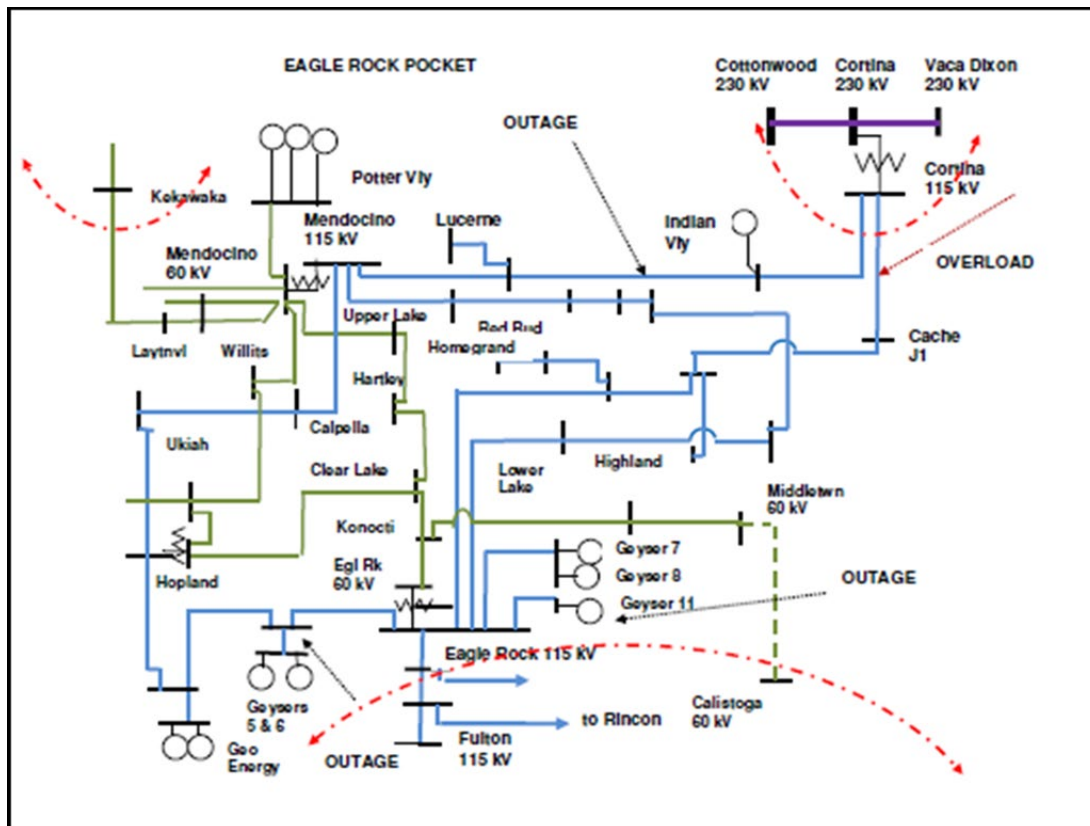 EAGLE ROCK POCKET
Cottonwood
230 kV
Cortina
230 kV
Vaca Dixon
230 kV
OUTAGE
Cortina
115 kV
Kekawaka
Potter Vly
Mendocino
115 kV
Lucerne
Indian
Vly
OVERLOAD
Mendocino
60 kV
Upper Lake
Red Bud
Homegrand
Cache
J1
Laytnvl
Willits
Hartley
Ukiah
Calpella
Clear Lake
Lower
Lake
Highland
Middletwn
60 kV
Konocti
Hopland
Egl Rk
60 kV
Geyser 7
Geyser 8
Geyser 11
OUTAGE
Eagle Rock 115 kV
Geysers
5 & 6
Calistoga
60 kV
to Rincon
Geo
Energy
OUTAGE
Fulton
115 kV